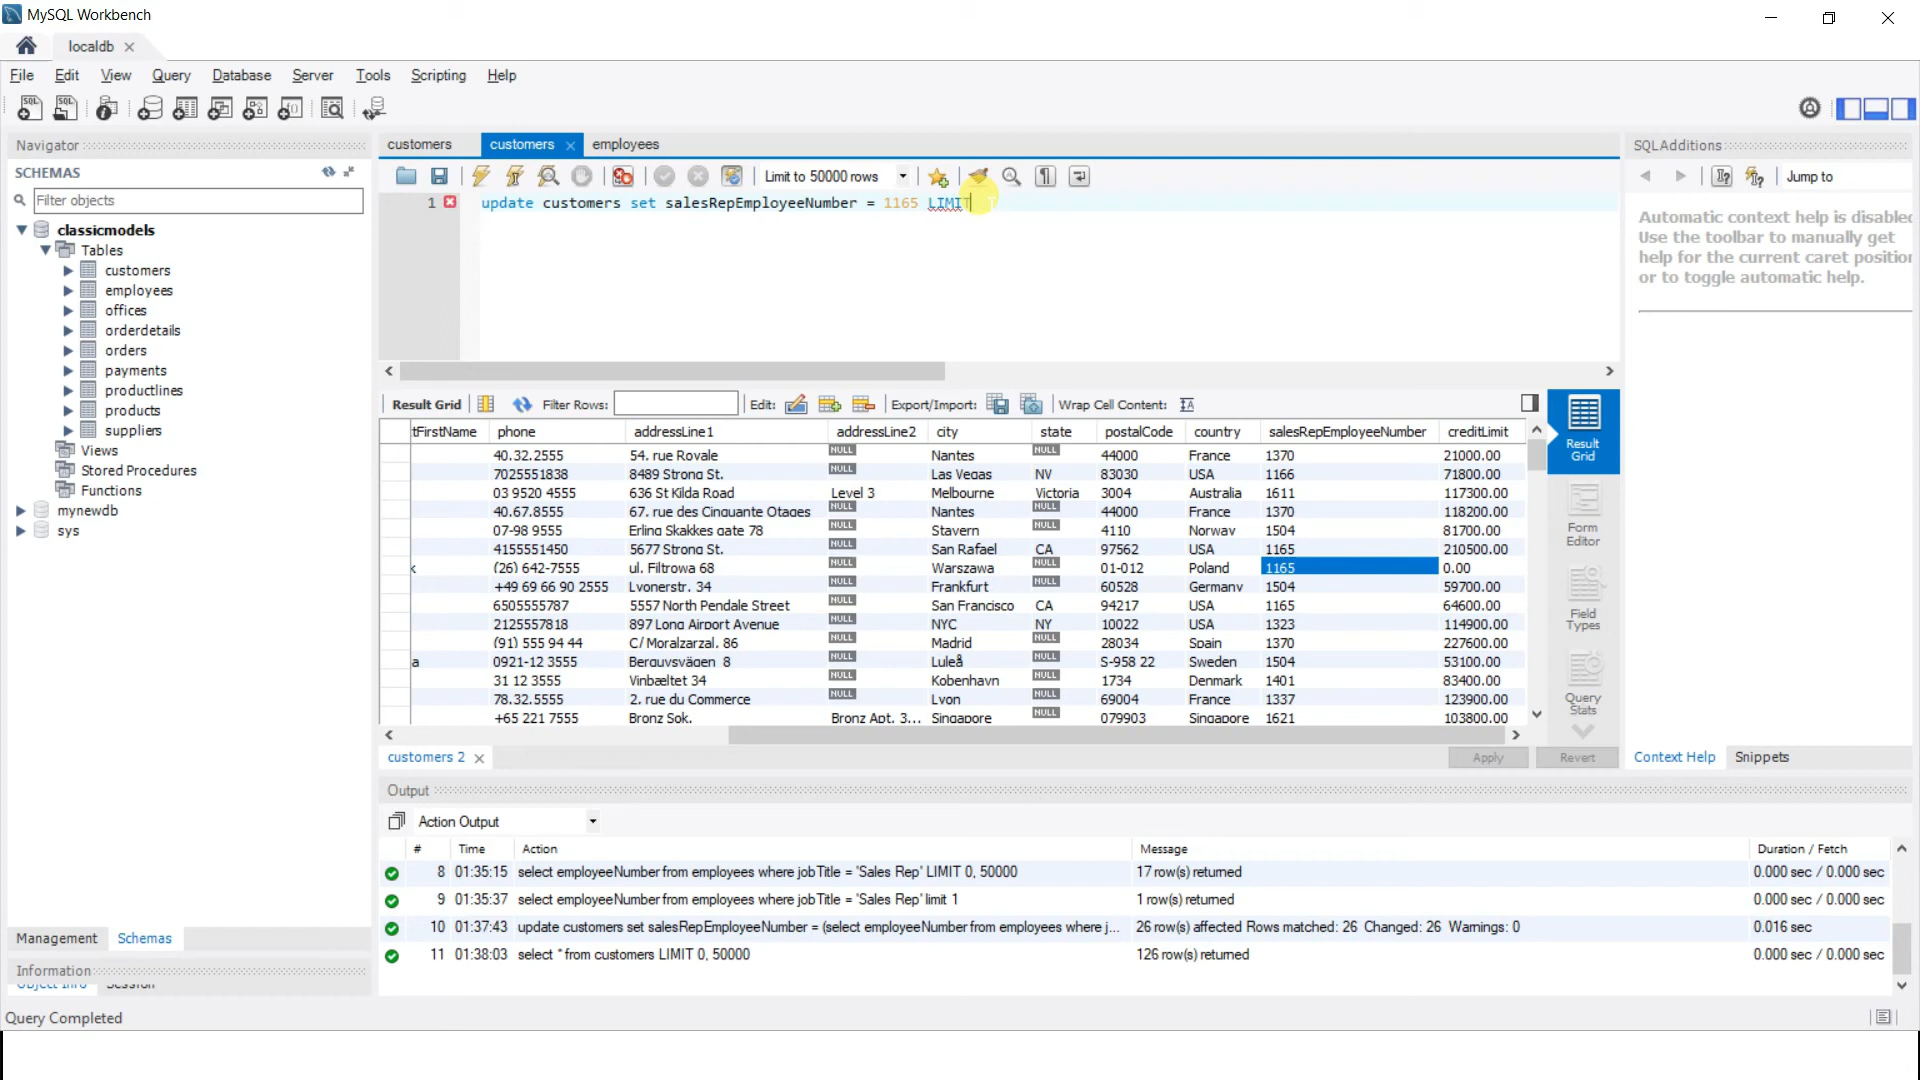 MySQL Workbench
localdb
File Edit View Query Database Server Tools Scripting Help
Navigator
SCHEMAS
Filter objects
classicmodels
Tables
customers
employees
offices
orderdetails
orders
payments
productlines
products
suppliers
Views
Stored Procedures
Functions
mynewdb
sys
Management Schemas
Information
Object Info Session
Query Completed
customers customers employees
Limit to 50000 rows
1 update customers set salesRepEmployeeNumber = 1165 LIMIT
Result Grid Filter Rows: Edit: Export/Import: Wrap Cell Content:
tFirstName phone addressLine1 addressLine2 city state postalCode country salesRepEmployeeNumber creditLimit
40.32.2555 54, rue Royale NULL Nantes NULL 44000 France 1370 21000.00
7025551838 8489 Strong St. NULL Las Vegas NV 83030 USA 1166 71800.00
03 9520 4555 636 St Kilda Road Level 3 Melbourne Victoria 3004 Australia 1611 117300.00
40.67.8555 67, rue des Cinquante Otages NULL Nantes NULL 44000 France 1370 118200.00
07-98 9555 Erling Skakkes gate 78 NULL Stavern NULL 4110 Norway 1504 81700.00
4155551450 5677 Strong St. NULL San Rafael CA 97562 USA 1165 210500.00
k (26) 642-7555 ul. Filtrowa 68 NULL Warszawa NULL 01-012 Poland 1165 0.00
+49 69 66 90 2555 Lyonerstr. 34 NULL Frankfurt NULL 60528 Germany 1504 59700.00
6505555787 5557 North Pendale Street NULL San Francisco CA 94217 USA 1165 64600.00
2125557818 897 Long Airport Avenue NULL NYC NY 10022 USA 1323 114900.00
(91) 555 94 44 C/ Moralzarzal, 86 NULL Madrid NULL 28034 Spain 1370 227600.00
a 0921-12 3555 Berguvsvägen 8 NULL Luleå NULL S-958 22 Sweden 1504 53100.00
31 12 3555 Vinbæltet 34 NULL Kobenhavn NULL 1734 Denmark 1401 83400.00
78.32.5555 2, rue du Commerce NULL Lyon NULL 69004 France 1337 123900.00
+65 221 7555 Bronz Sok. Bronz Apt. 3... Singapore NULL 079903 Singapore 1621 103800.00
Result Grid
Form Editor
Field Types
Query Stats
customers 2
Apply Revert
SQLAdditions
Jump to
Automatic context help is disabled
Use the toolbar to manually get
help for the current caret position
or to toggle automatic help.
Context Help Snippets
Output
Action Output
# Time Action Message Duration / Fetch
8 01:35:15 select employeeNumber from employees where jobTitle = 'Sales Rep' LIMIT 0, 50000 17 row(s) returned 0.000 sec / 0.000 sec
9 01:35:37 select employeeNumber from employees where jobTitle = 'Sales Rep' limit 1 1 row(s) returned 0.000 sec / 0.000 sec
10 01:37:43 update customers set salesRepEmployeeNumber = (select employeeNumber from employees where j... 26 row(s) affected Rows matched: 26 Changed: 26 Warnings: 0 0.016 sec
11 01:38:03 select * from customers LIMIT 0, 50000 126 row(s) returned 0.000 sec / 0.000 sec